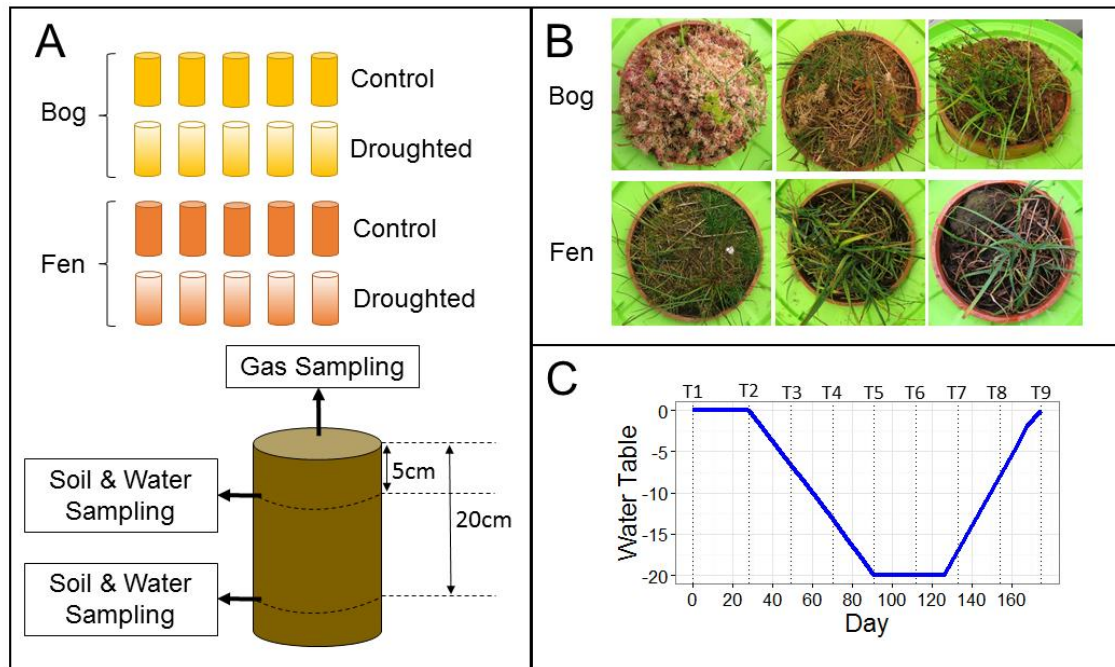 A
Bog
Control
Droughted
Fen
Control
Droughted
Gas Sampling
5cm
20cm
Soil & Water
Sampling
Soil & Water
Sampling
B
Bog
Fen
C
T1 T2 T3 T4 T5 T6 T7 T8 T9
Water Table
0
-5
-10
-15
-20
0 20 40 60 80 100 120 140 160
Day